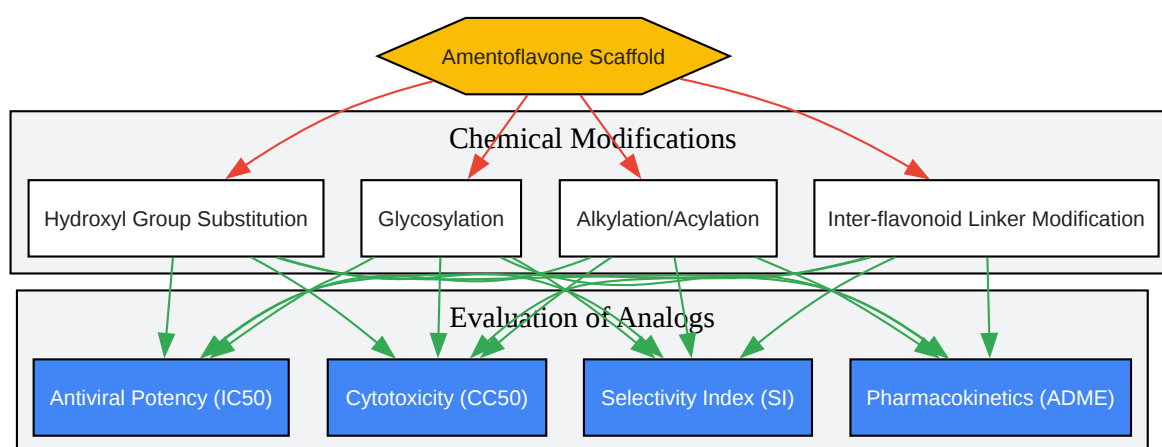 Amentoflavone Scaffold
Chemical Modifications
Hydroxyl Group Substitution
Glycosylation
Alkylation/Acylation
Inter-flavonoid Linker Modification
Evaluation of Analogs
Antiviral Potency (IC50)
Cytotoxicity (CC50)
Selectivity Index (SI)
Pharmacokinetics (ADME)